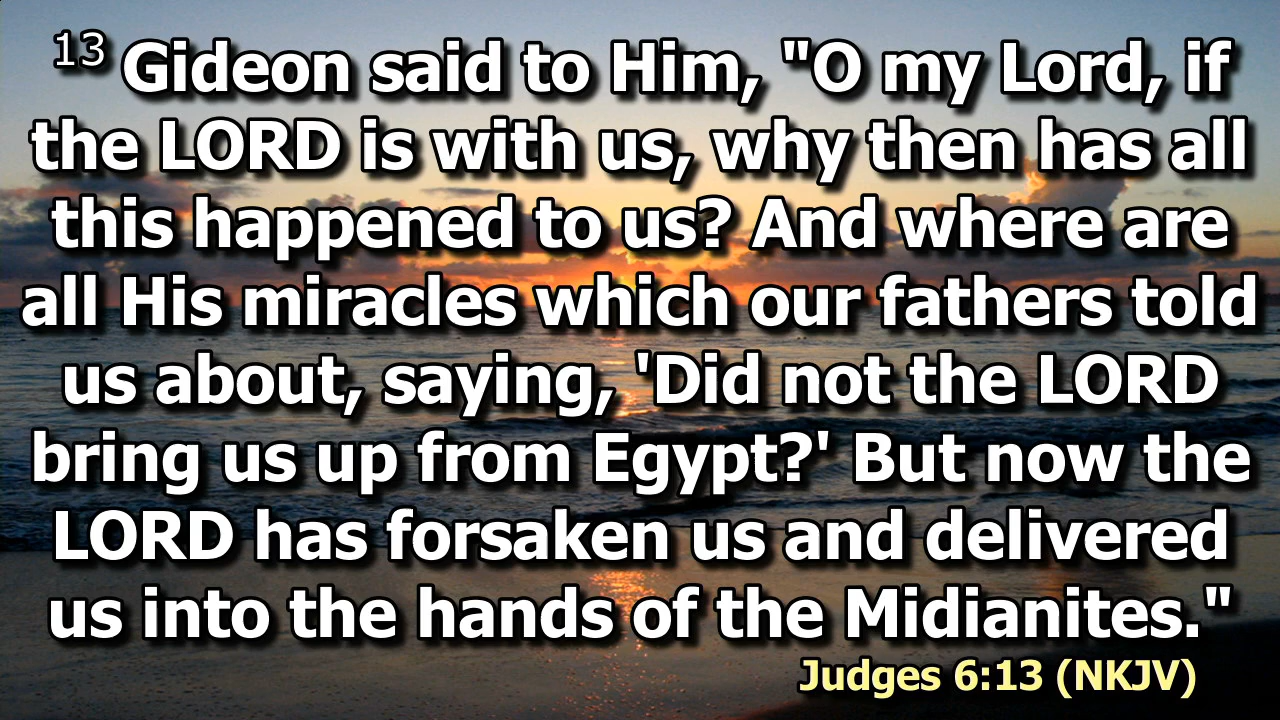 13 Gideon said to Him, "O my Lord, if
the LORD is with us, why then has all
this happened to us? And where are
all His miracles which our fathers told
us about, saying, 'Did not the LORD
bring us up from Egypt?' But now the
LORD has forsaken us and delivered
us into the hands of the Midianites."
Judges 6:13 (NKJV)